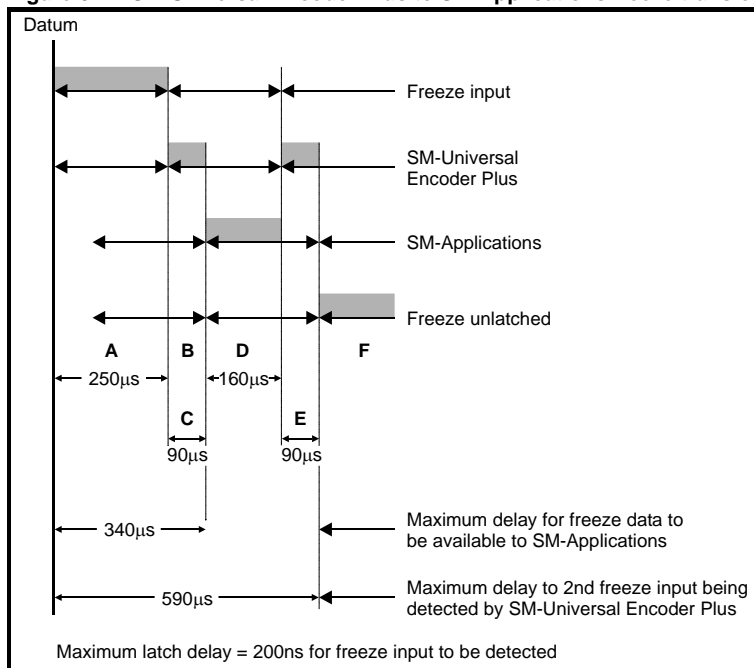 Datum
Freeze input
SM-Universal
Encoder Plus
SM-Applications
Freeze unlatched
A B D F
250µs 160µs
C E
90µs 90µs
340µs
Maximum delay for freeze data to
be available to SM-Applications
590µs
Maximum delay to 2nd freeze input being
detected by SM-Universal Encoder Plus
Maximum latch delay = 200ns for freeze input to be detected